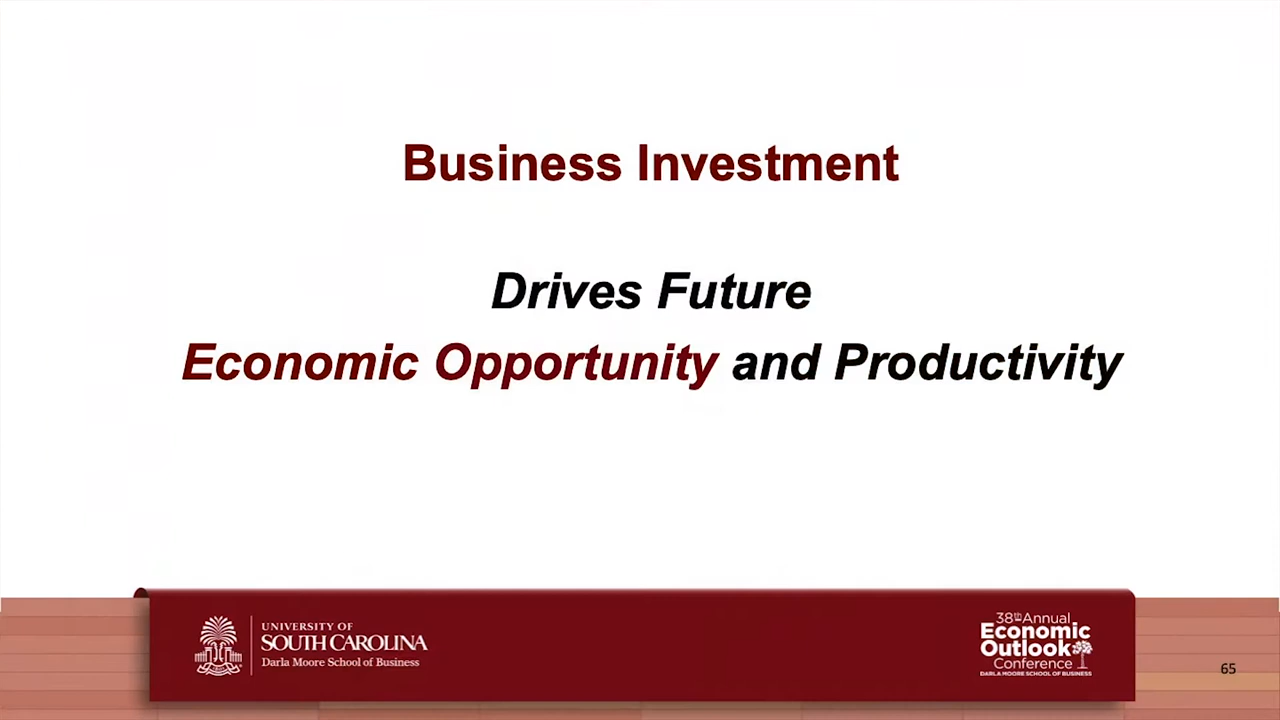 Business Investment
Drives Future
Economic Opportunity and Productivity
UNIVERSITY OF
SOUTH CAROLINA
Darla Moore School of Business
38th Annual
Economic
Outlook
Conference
DARLA MOORE SCHOOL OF BUSINESS
65